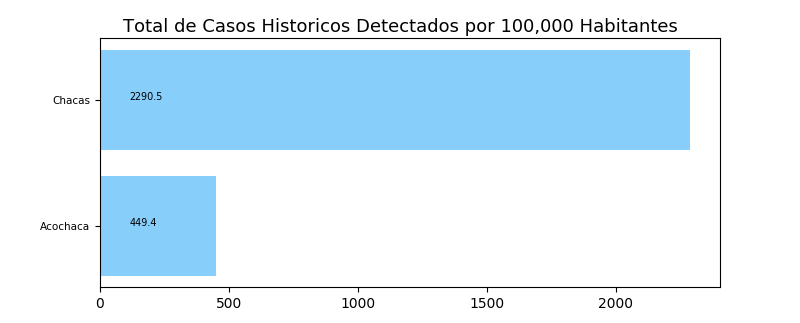 Total de Casos Historicos Detectados por 100,000 Habitantes
Chacas
2290.5
Acochaca
449.4
0 500 1000 1500 2000